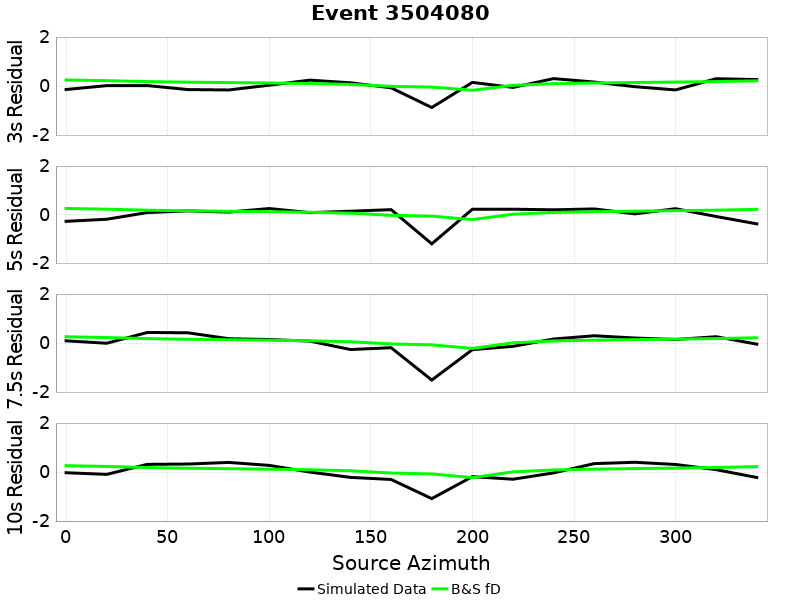 Event 3504080
3s Residual
2
0
-2
5s Residual
2
0
-2
7.5s Residual
2
0
-2
10s Residual
2
0
-2
0 50 100 150 200 250 300
Source Azimuth
Simulated Data B&S fD